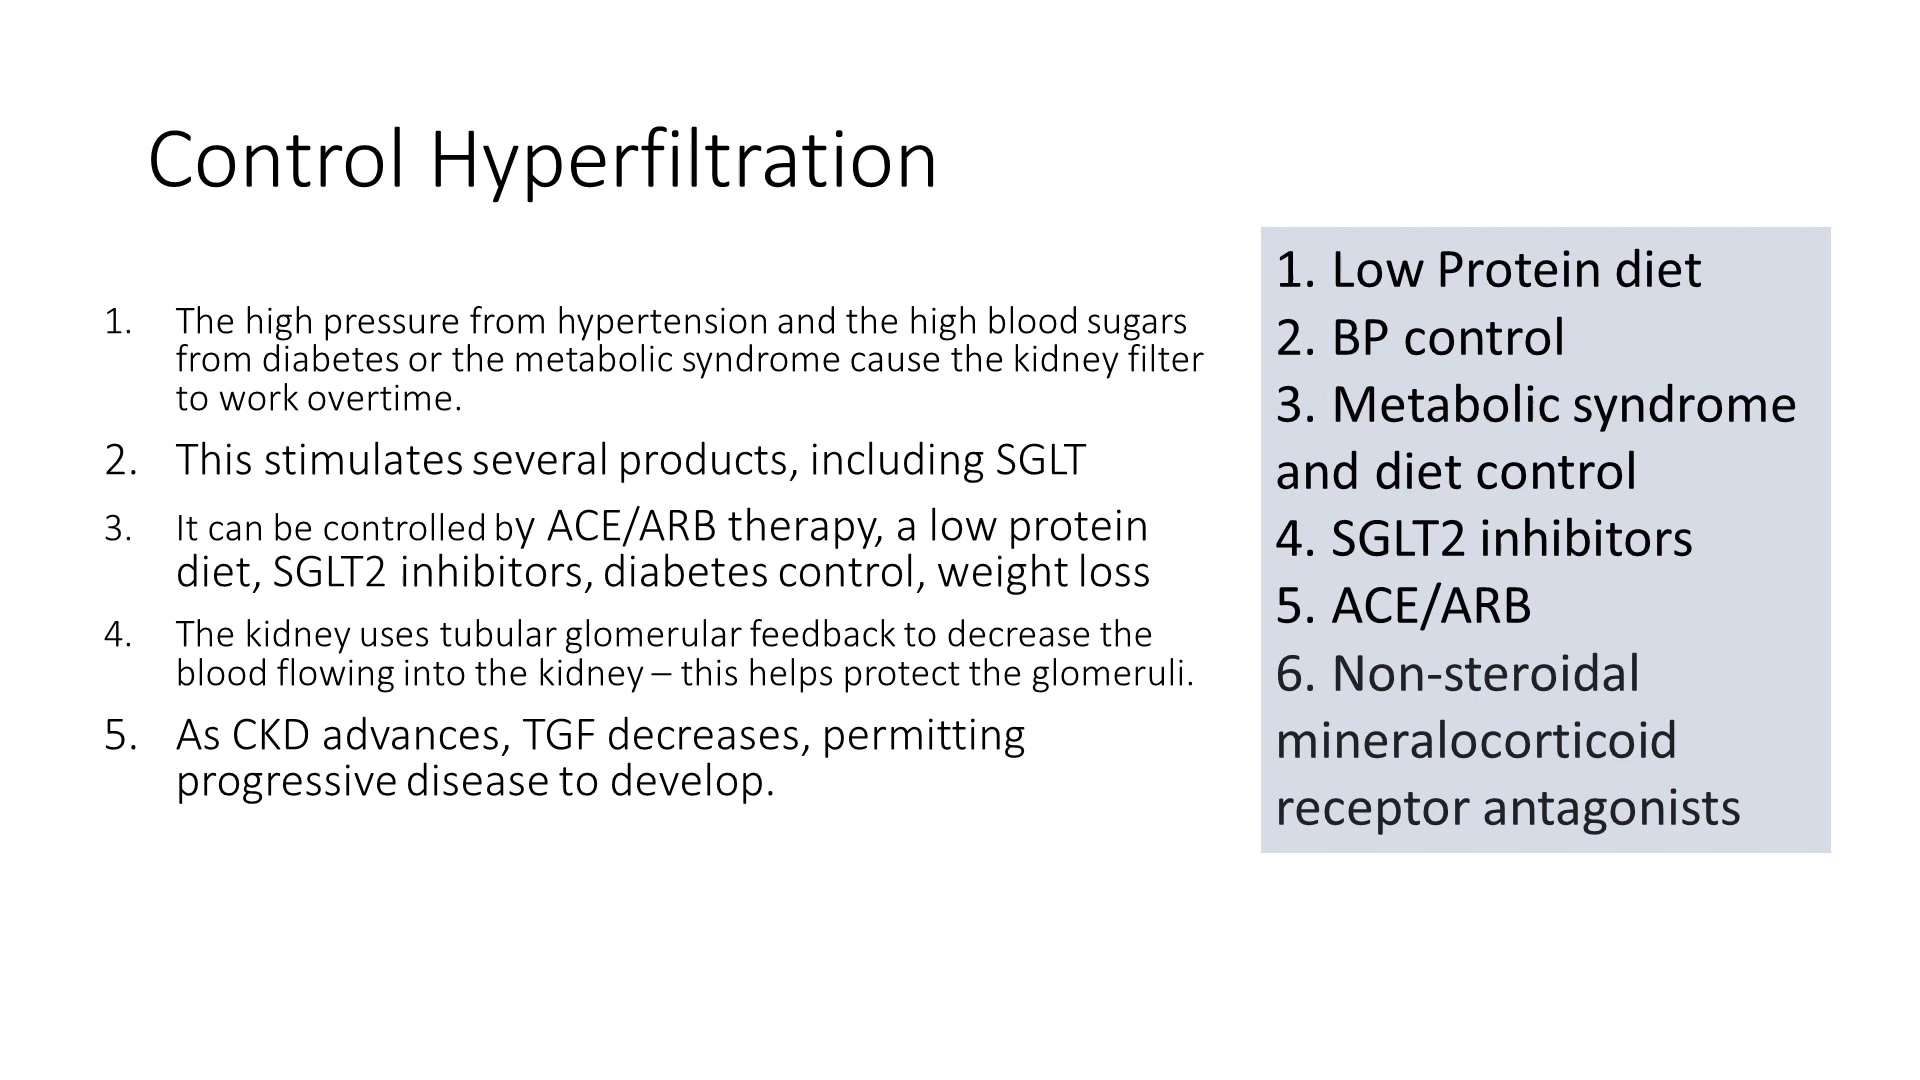 Control Hyperfiltration
1. The high pressure from hypertension and the high blood sugars
from diabetes or the metabolic syndrome cause the kidney filter
to work overtime.
2. This stimulates several products, including SGLT
3. It can be controlled by ACE/ARB therapy, a low protein
diet, SGLT2 inhibitors, diabetes control, weight loss
4. The kidney uses tubular glomerular feedback to decrease the
blood flowing into the kidney – this helps protect the glomeruli.
5. As CKD advances, TGF decreases, permitting
progressive disease to develop.
1. Low Protein diet
2. BP control
3. Metabolic syndrome
and diet control
4. SGLT2 inhibitors
5. ACE/ARB
6. Non-steroidal
mineralocorticoid
receptor antagonists